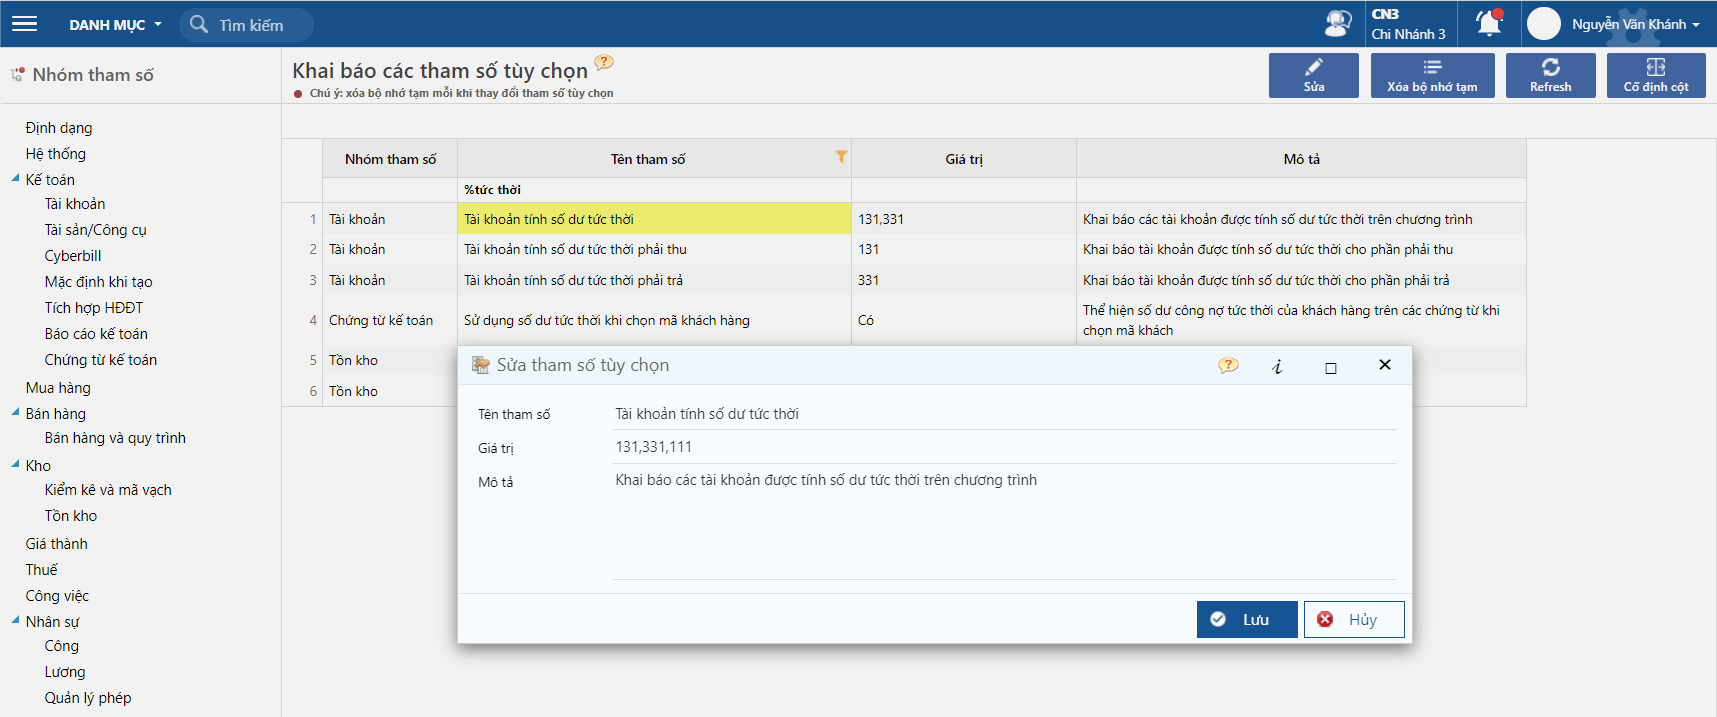 DANH MỤC
Tìm kiếm
CN3
Chi Nhánh 3
Nguyễn Văn Khánh
Nhóm tham số
Định dạng
Hệ thống
Kế toán
Tài khoản
Tài sản/Công cụ
Cyberbill
Mặc định khi tạo
Tích hợp HĐĐT
Báo cáo kế toán
Chứng từ kế toán
Mua hàng
Bán hàng
Bán hàng và quy trình
Kho
Kiểm kê và mã vạch
Tồn kho
Giá thành
Thuế
Công việc
Nhân sự
Công
Lương
Quản lý phép
Khai báo các tham số tùy chọn
Chú ý: xóa bộ nhớ tạm mỗi khi thay đổi tham số tùy chọn
Sửa
Xóa bộ nhớ tạm
Refresh
Cố định cột
Nhóm tham số Tên tham số Giá trị Mô tả
%tức thời
1 Tài khoản Tài khoản tính số dư tức thời 131,331 Khai báo các tài khoản được tính số dư tức thời trên chương trình
2 Tài khoản Tài khoản tính số dư tức thời phải thu 131 Khai báo tài khoản được tính số dư tức thời cho phần phải thu
3 Tài khoản Tài khoản tính số dư tức thời phải trả 331 Khai báo tài khoản được tính số dư tức thời cho phần phải trả
4 Chứng từ kế toán Sử dụng số dư tức thời khi chọn mã khách hàng Có Thể hiện số dư công nợ tức thời của khách hàng trên các chứng từ khi
chọn mã khách
5 Tồn kho
6 Tồn kho
Sửa tham số tùy chọn
Tên tham số Tài khoản tính số dư tức thời
Giá trị 131,331,111
Mô tả Khai báo các tài khoản được tính số dư tức thời trên chương trình
Lưu
Hủy